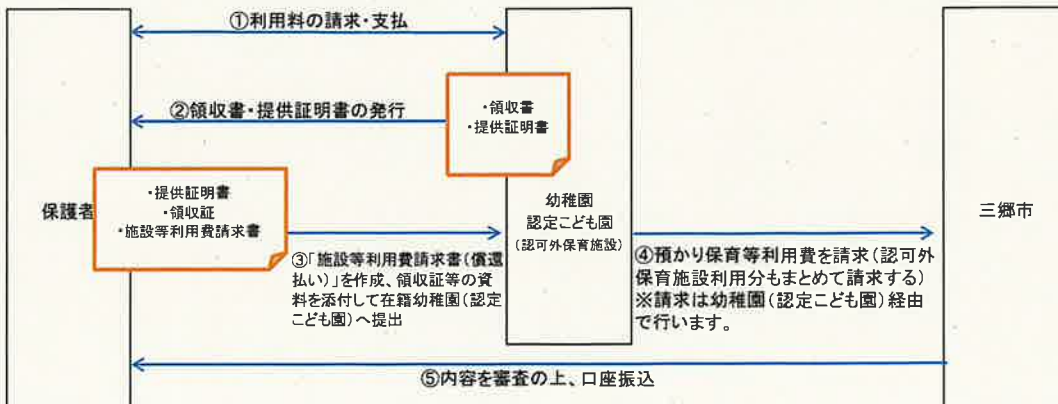 ①利用料の請求・支払
②領収書・提供証明書の発行
・領収書
・提供証明書
保護者
・提供証明書
・領収証
・施設等利用費請求書
幼稚園
認定こども園
（認可外保育施設）
三郷市
③「施設等利用費請求書（償還
払い）」を作成、領収証等の資
料を添付して在籍幼稚園（認定
こども園）へ提出
④預かり保育等利用費を請求（認可外
保育施設利用分もまとめて請求する）
※請求は幼稚園（認定こども園）経由
で行います。
⑤内容を審査の上、口座振込